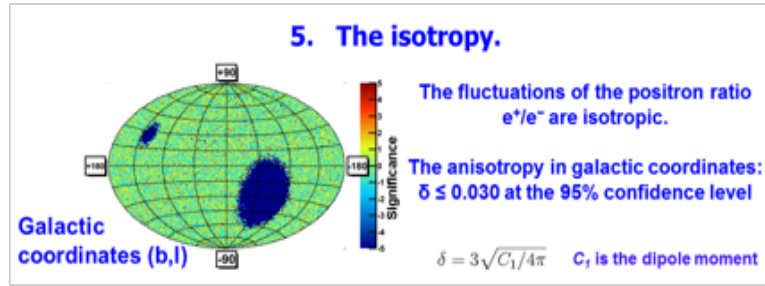 5. The isotropy.
+90
+180
-180
-90
5
4
3
2
1
0
-1
-2
-3
-4
-5
Significance
Galactic
coordinates (b,l)
The fluctuations of the positron ratio
e⁺/e⁻ are isotropic.
The anisotropy in galactic coordinates:
δ ≤ 0.030 at the 95% confidence level
δ = 3√(C₁/4π) C₁ is the dipole moment